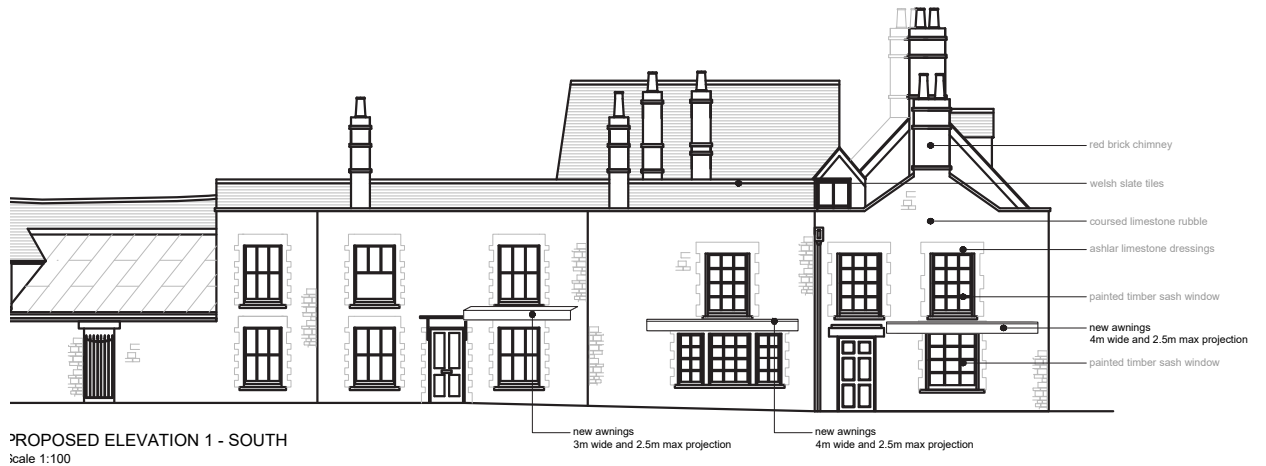 red brick chimney
welsh slate tiles
coursed limestone rubble
ashlar limestone dressings
painted timber sash window
new awnings
4m wide and 2.5m max projection
painted timber sash window
new awnings
3m wide and 2.5m max projection
new awnings
4m wide and 2.5m max projection
PROPOSED ELEVATION 1 - SOUTH
Scale 1:100